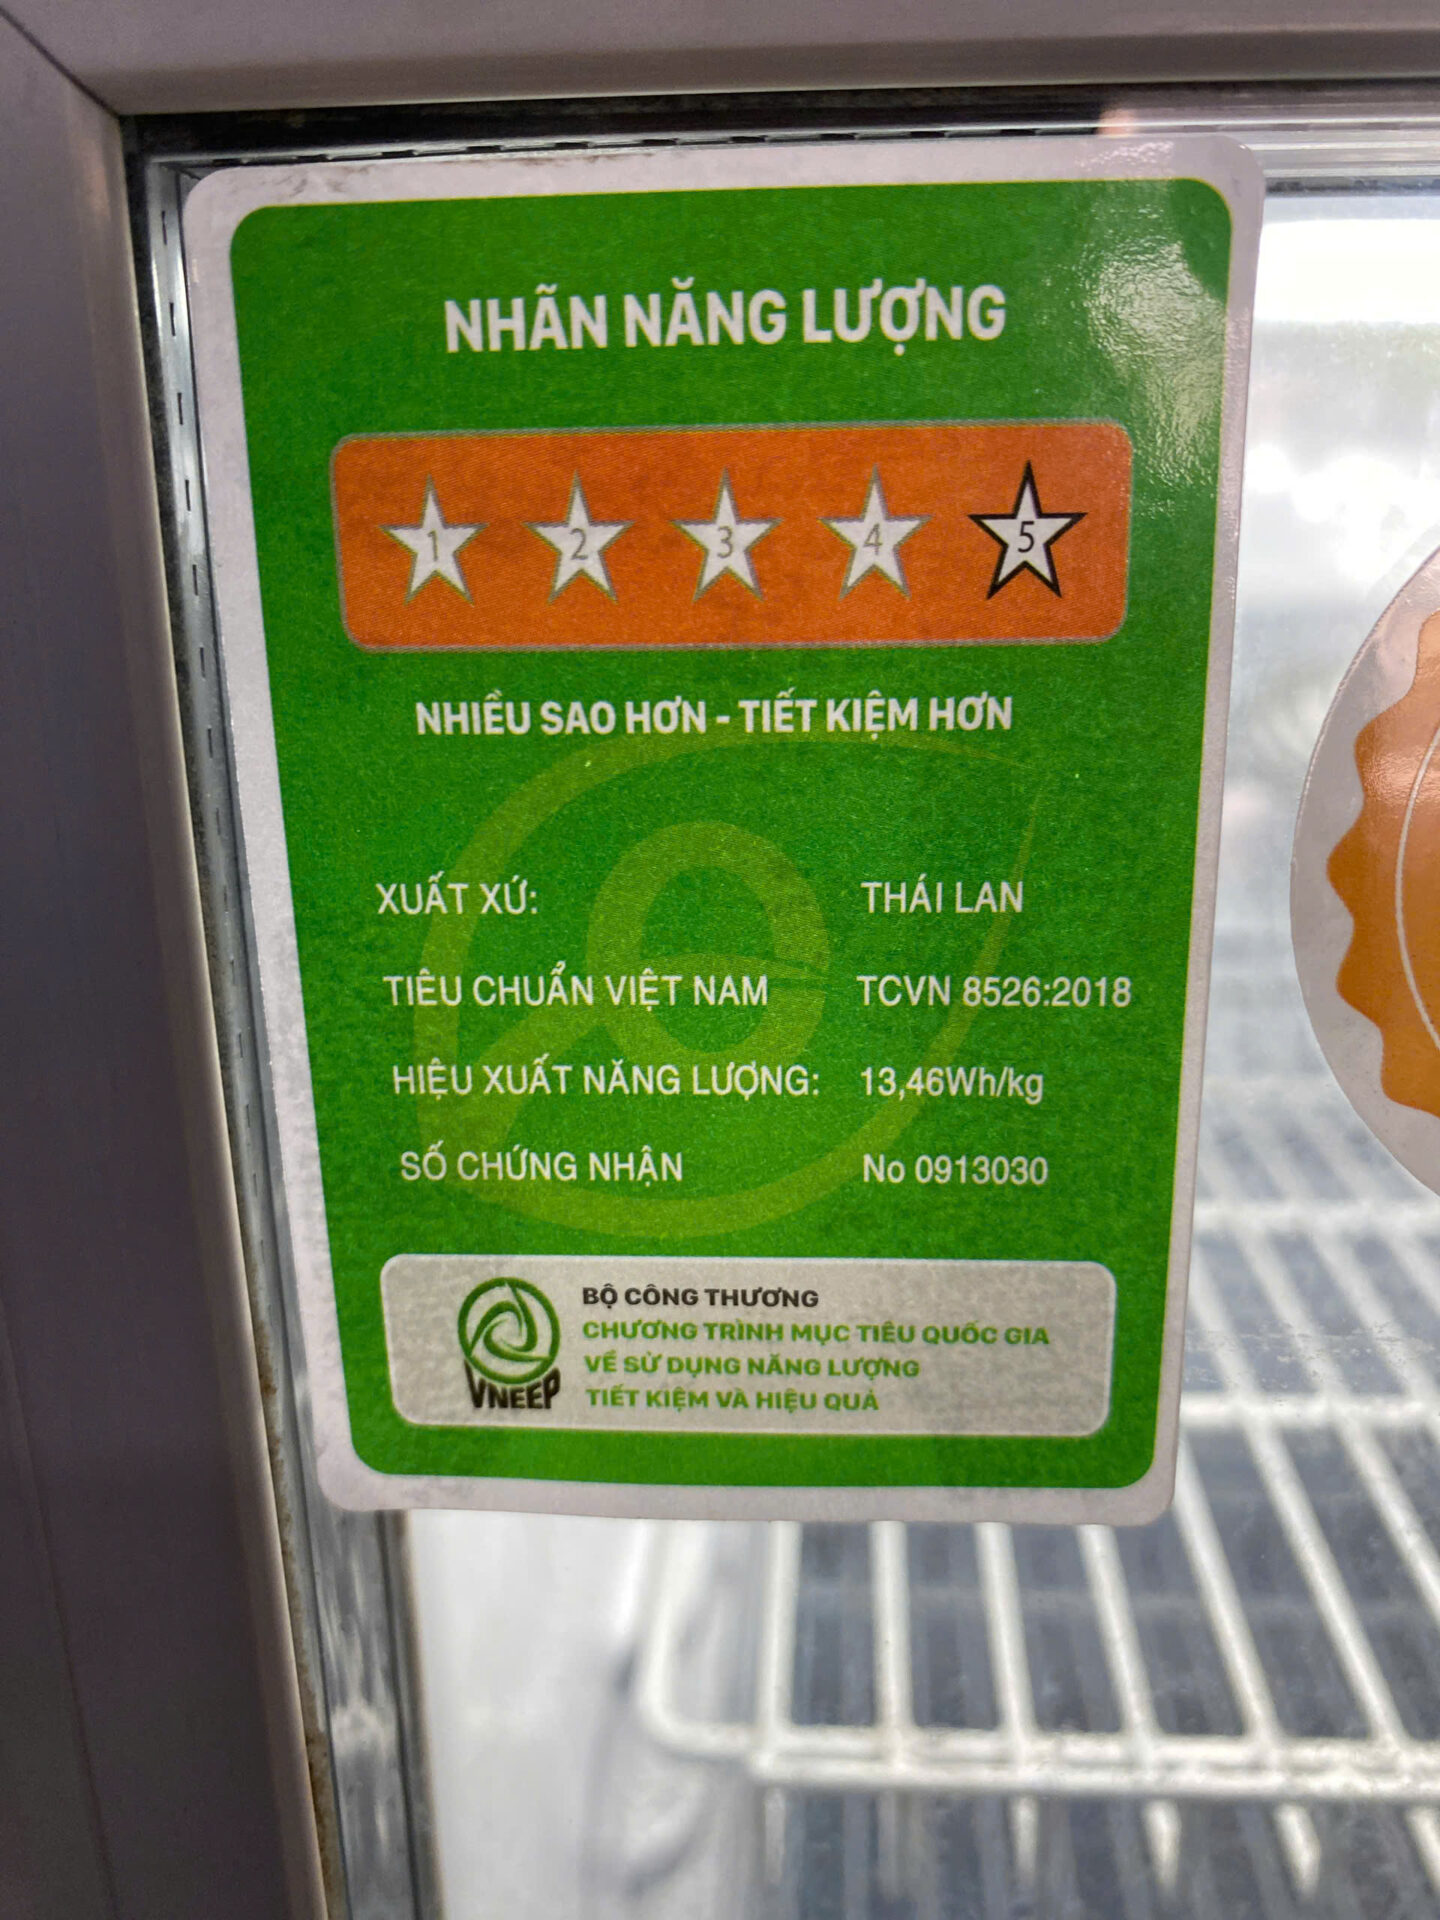 NHÃN NĂNG LƯỢNG
1 2 3 4 5
NHIỀU SAO HƠN - TIẾT KIỆM HƠN
XUẤT XỨ: THÁI LAN
TIÊU CHUẨN VIỆT NAM TCVN 8526:2018
HIỆU XUẤT NĂNG LƯỢNG: 13,46Wh/kg
SỐ CHỨNG NHẬN No 0913030
VNEEP
BỘ CÔNG THƯƠNG
CHƯƠNG TRÌNH MỤC TIÊU QUỐC GIA
VỀ SỬ DỤNG NĂNG LƯỢNG
TIẾT KIỆM VÀ HIỆU QUẢ